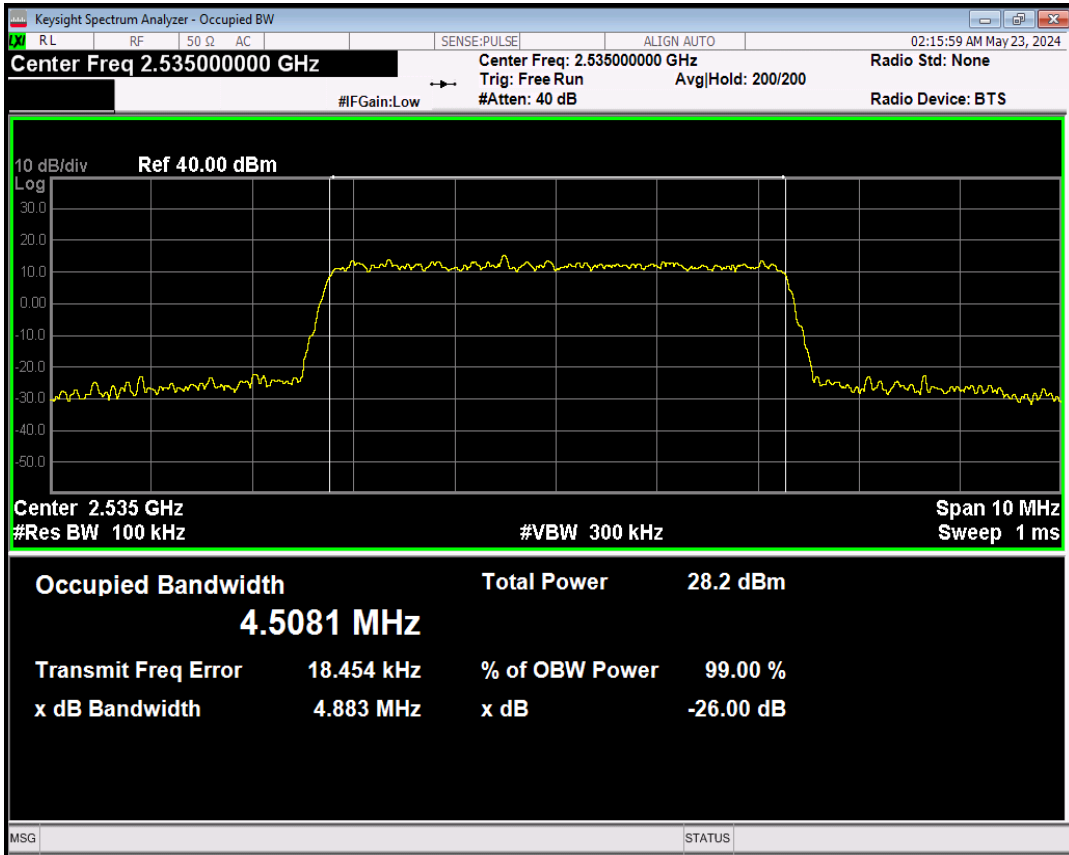 Keysight Spectrum Analyzer - Occupied BW
LXI RL RF 50 Ω AC SENSE:PULSE ALIGN AUTO 02:15:59 AM May 23, 2024
Center Freq 2.535000000 GHz Center Freq: 2.535000000 GHz Radio Std: None
Trig: Free Run Avg|Hold: 200/200
#IFGain:Low #Atten: 40 dB Radio Device: BTS
10 dB/div Ref 40.00 dBm
Log
30.0
20.0
10.0
0.00
-10.0
-20.0
-30.0
-40.0
-50.0
Center 2.535 GHz Span 10 MHz
#Res BW 100 kHz #VBW 300 kHz Sweep 1 ms
Occupied Bandwidth Total Power 28.2 dBm
4.5081 MHz
Transmit Freq Error 18.454 kHz % of OBW Power 99.00 %
x dB Bandwidth 4.883 MHz x dB -26.00 dB
MSG STATUS